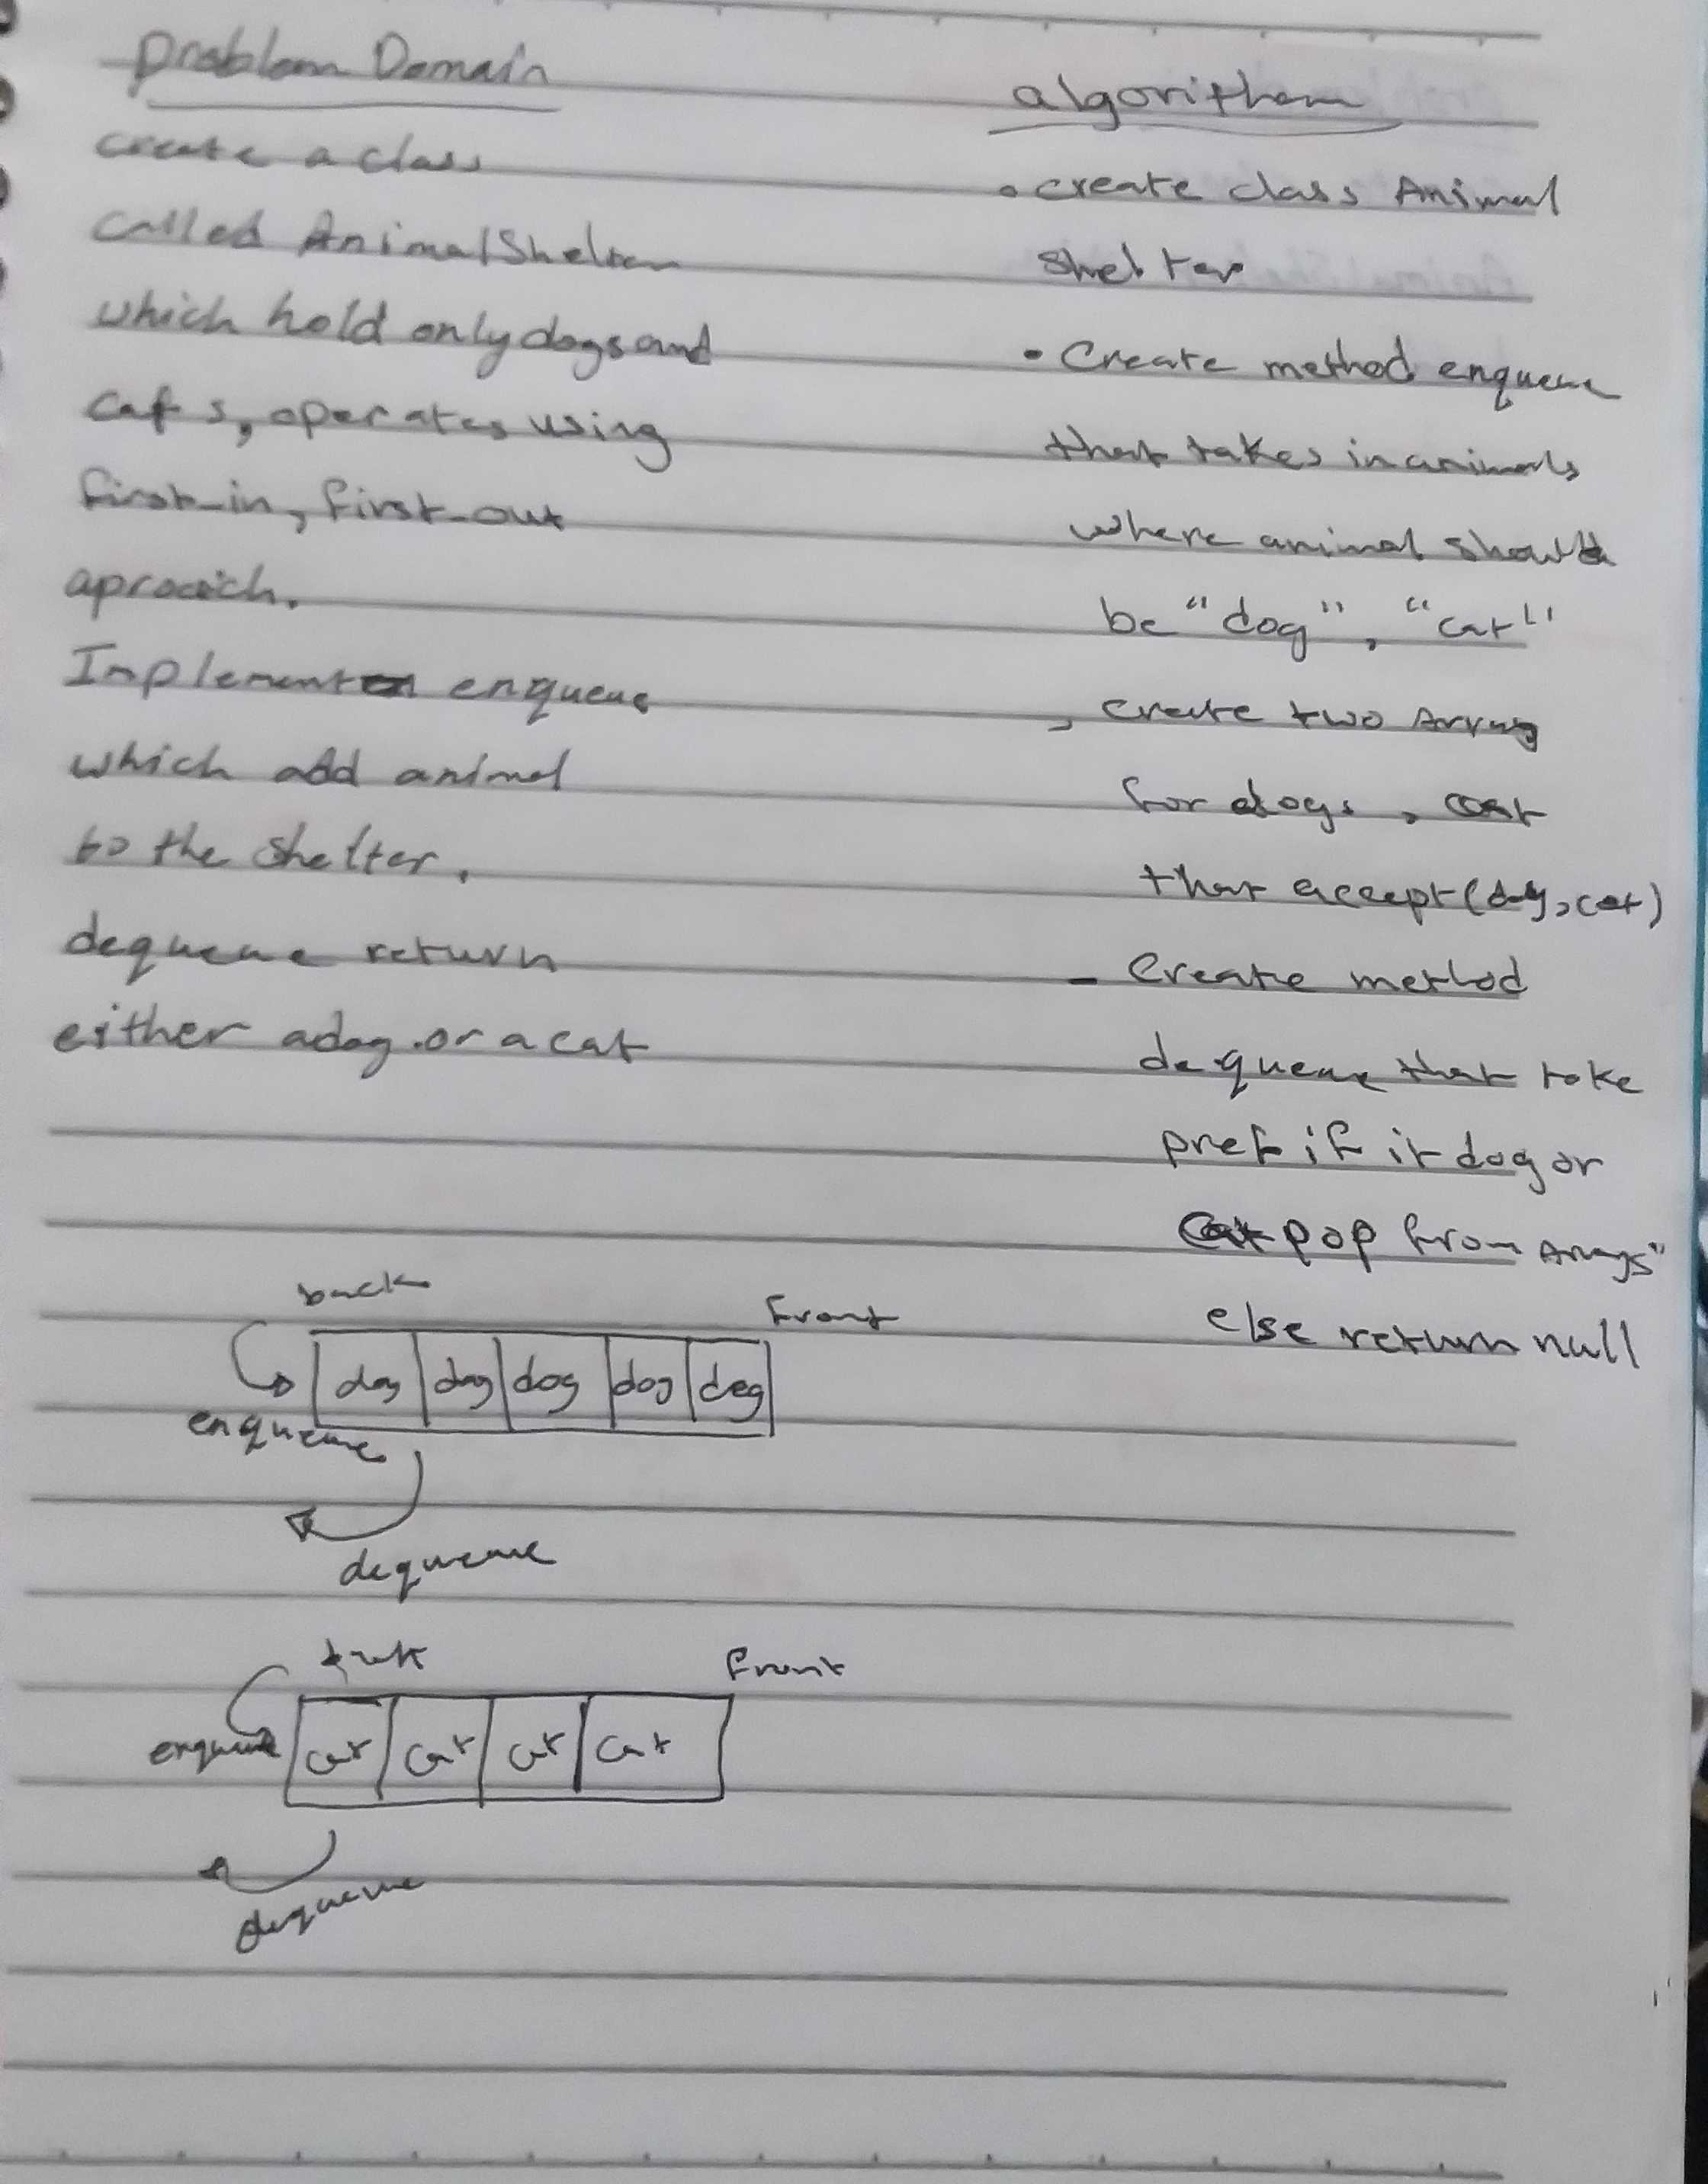 problem Domain
create a class
called AnimalShelter
which hold only dogs and
cats, operates using
first-in, first-out
aproach.
Implement enqueue
which add animal
to the shelter.
dequeue return
either a dog or a cat
algorithem
• create class Animal
Shelter
• Create method enqueue
that takes in animals
where animal should
be "dog", "cat"
, create two Array
for dogs, cat
that accept (dog, cat)
- Create method
dequeue that take
pref if it dog or
cat pop from Arrays"
else return null
back
front
dog dog dog dog dog
enqueue
dequeue
front
enqueue
cat cat cat cat
dequeue